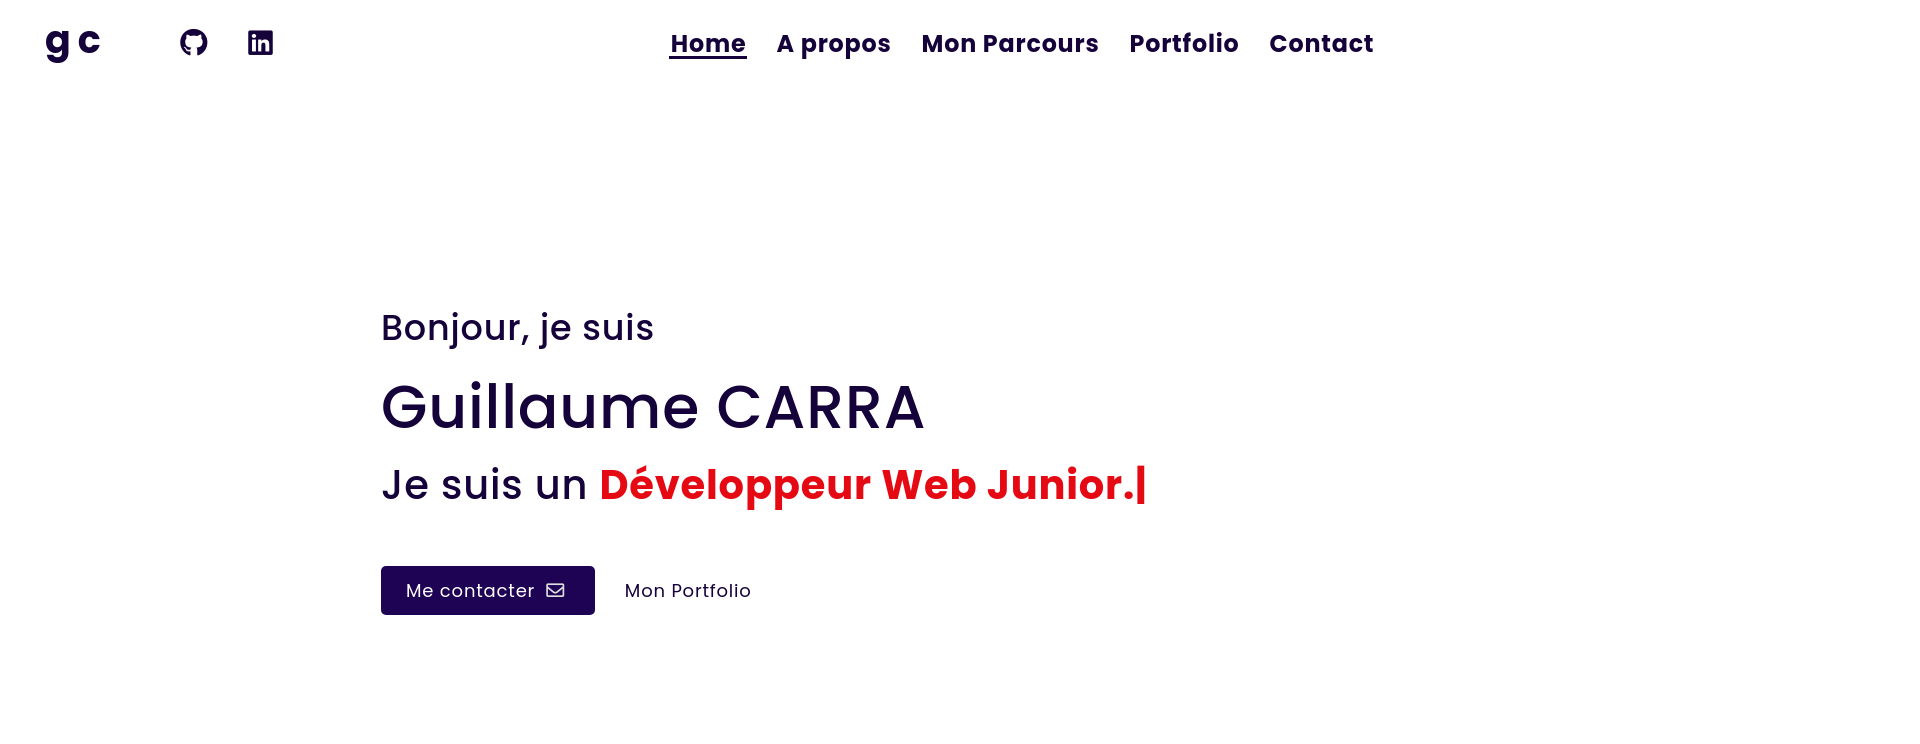 g c
Home A propos Mon Parcours Portfolio Contact
Bonjour, je suis
Guillaume CARRA
Je suis un Développeur Web Junior.|
Me contacter
Mon Portfolio